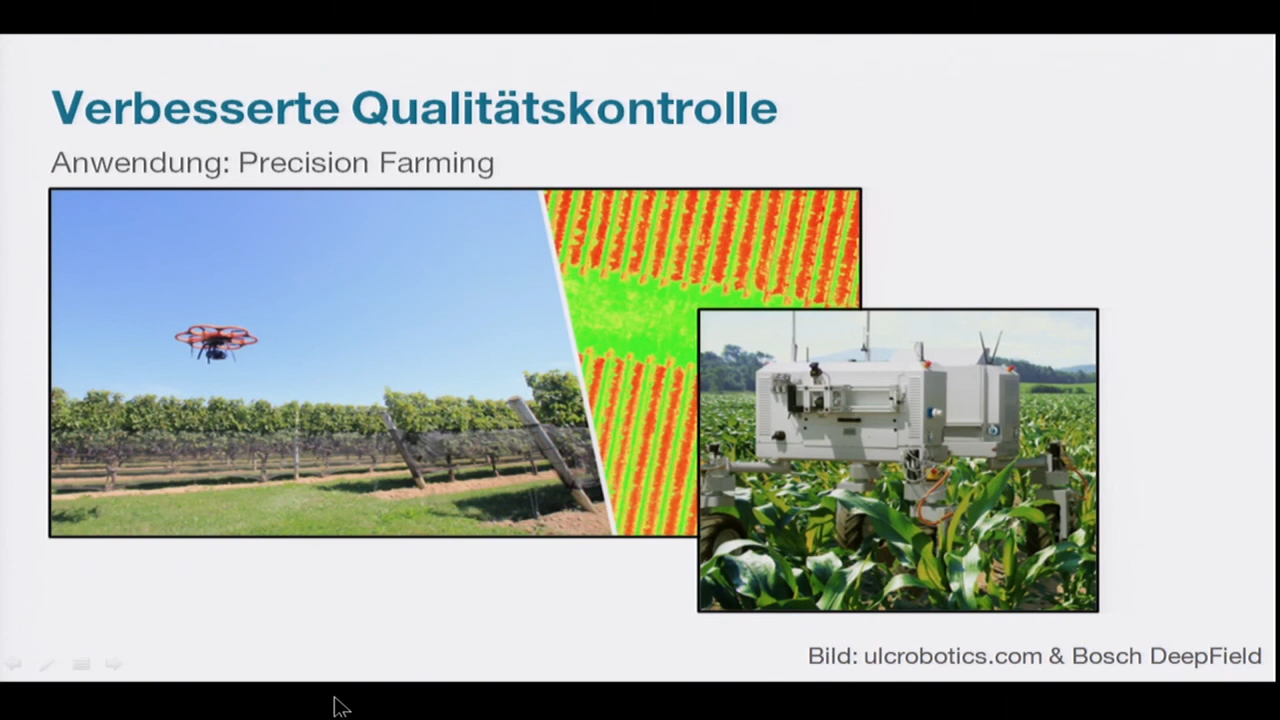 Verbesserte Qualitätskontrolle
Anwendung: Precision Farming
Bild: ulcrobotics.com & Bosch DeepField